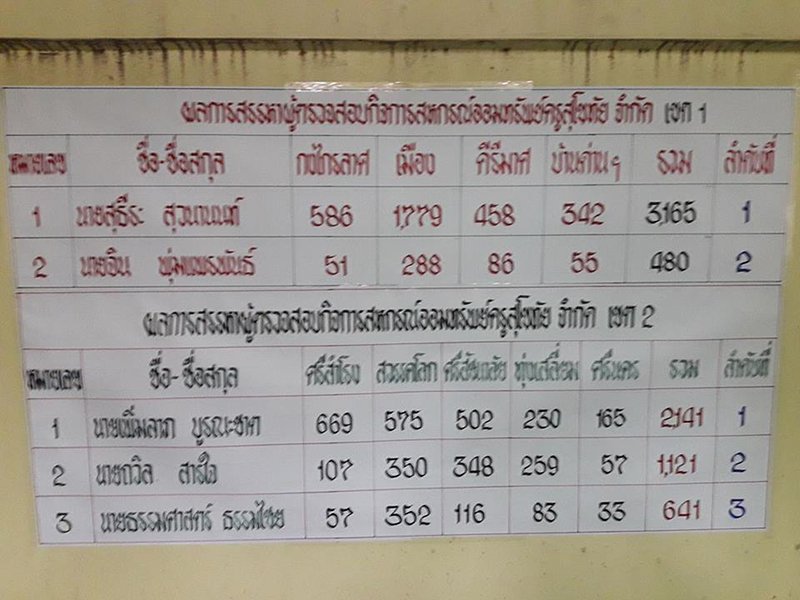 ผลการสรรหาผู้ตรวจสอบกิจการสหกรณ์ออมทรัพย์ครูสุโขทัย จำกัด เขต 1
หมายเลข ชื่อ-ชื่อสกุล กงไกรลาศ เมือง คีรีมาศ บ้านด่านฯ รวม ลำดับที่
1 นายสุธีระ สุวนานนท์ 586 1,779 458 342 3,165 1
2 นายอิน พุ่มแพรพันธ์ 51 288 86 55 480 2
ผลการสรรหาผู้ตรวจสอบกิจการสหกรณ์ออมทรัพย์ครูสุโขทัย จำกัด เขต 2
หมายเลข ชื่อ-ชื่อสกุล ศรีสำโรง สวรรคโลก ศรีสัชนาลัย ทุ่งเสลี่ยม ศรีนคร รวม ลำดับที่
1 นายเพิ่มลาภ บูรณะชาต 669 575 502 230 165 2,141 1
2 นายถวิล สารใจ 107 350 348 259 57 1,121 2
3 นายธรรมศาสตร์ ธรรมไชย 57 352 116 83 33 641 3